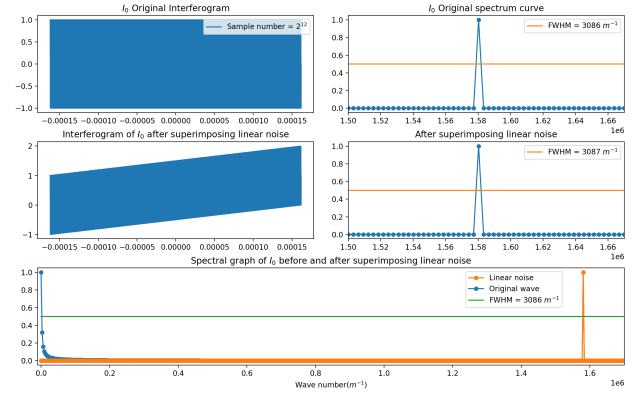 I₀ Original Interferogram
1.0
0.5
0.0
−0.5
−1.0
Sample number = 2¹²
−0.00015 −0.00010 −0.00005 0.00000 0.00005 0.00010 0.00015
I₀ Original spectrum curve
1.0
0.8
0.6
0.4
0.2
0.0
FWHM = 3086 m⁻¹
1.50 1.52 1.54 1.56 1.58 1.60 1.62 1.64 1.66
1e6
Interferogram of I₀ after superimposing linear noise
2
1
0
−1
−0.00015 −0.00010 −0.00005 0.00000 0.00005 0.00010 0.00015
After superimposing linear noise
1.0
0.8
0.6
0.4
0.2
0.0
FWHM = 3087 m⁻¹
1.50 1.52 1.54 1.56 1.58 1.60 1.62 1.64 1.66
1e6
Spectral graph of I₀ before and after superimposing linear noise
1.0
0.8
0.6
0.4
0.2
0.0
Linear noise
Original wave
FWHM = 3086 m⁻¹
0.0 0.2 0.4 0.6 0.8 1.0 1.2 1.4 1.6
1e6
Wave number(m⁻¹)